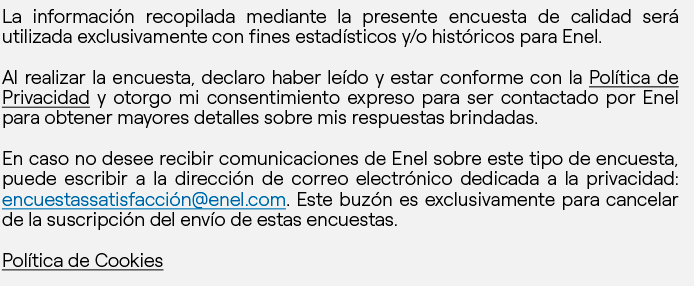 La información recopilada mediante la presente encuesta de calidad será
utilizada exclusivamente con fines estadísticos y/o históricos para Enel.
Al realizar la encuesta, declaro haber leído y estar conforme con la Política de
Privacidad y otorgo mi consentimiento expreso para ser contactado por Enel
para obtener mayores detalles sobre mis respuestas brindadas.
En caso no desee recibir comunicaciones de Enel sobre este tipo de encuesta,
puede escribir a la dirección de correo electrónico dedicada a la privacidad:
encuestassatisfacción@enel.com. Este buzón es exclusivamente para cancelar
de la suscripción del envío de estas encuestas.
Política de Cookies